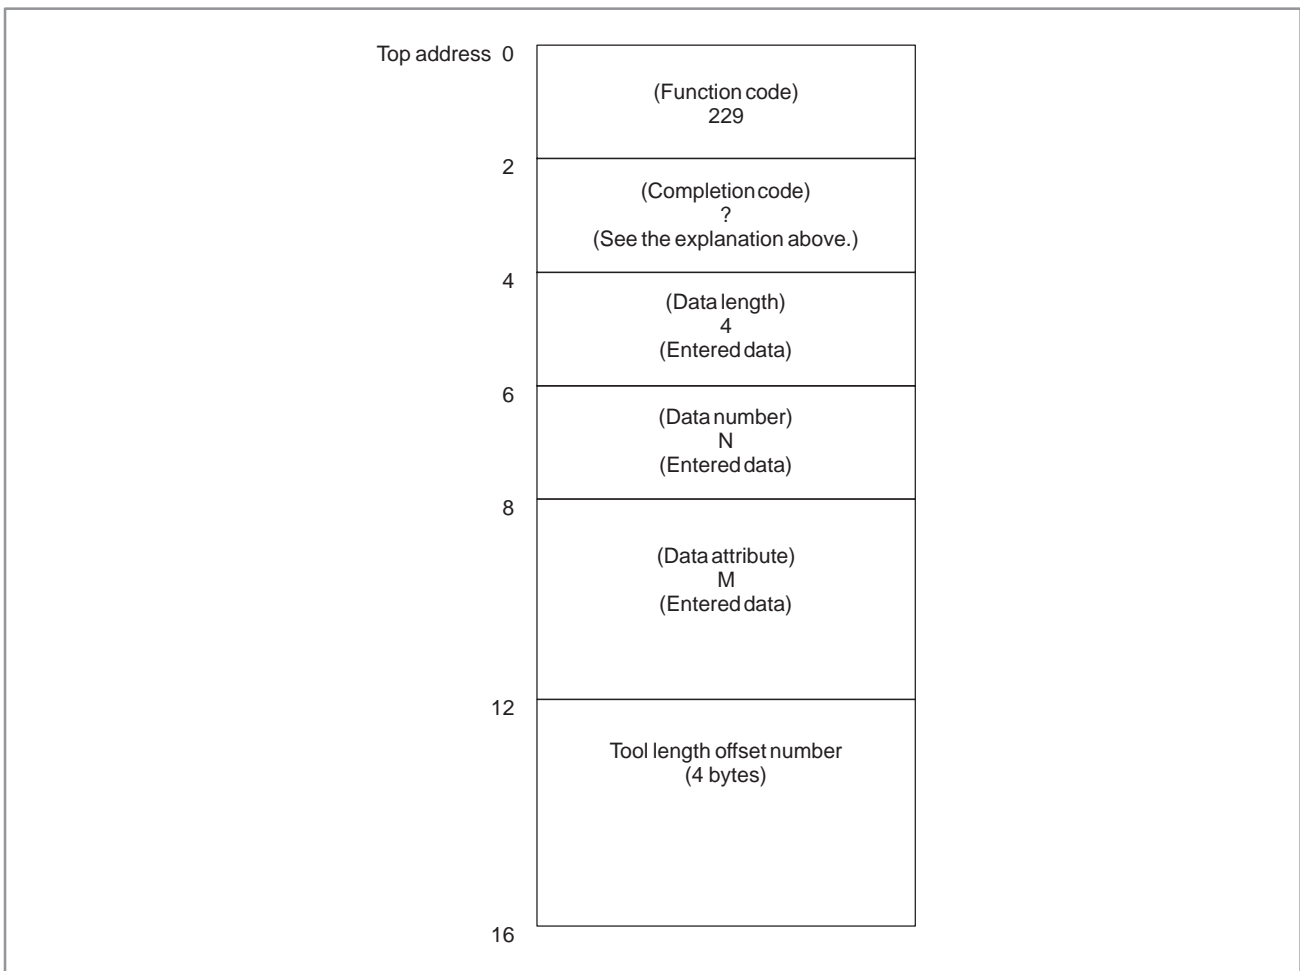 Top address 0
(Function code)
229
2
(Completion code)
?
(See the explanation above.)
4
(Data length)
4
(Entered data)
6
(Data number)
N
(Entered data)
8
(Data attribute)
M
(Entered data)
12
Tool length offset number
(4 bytes)
16